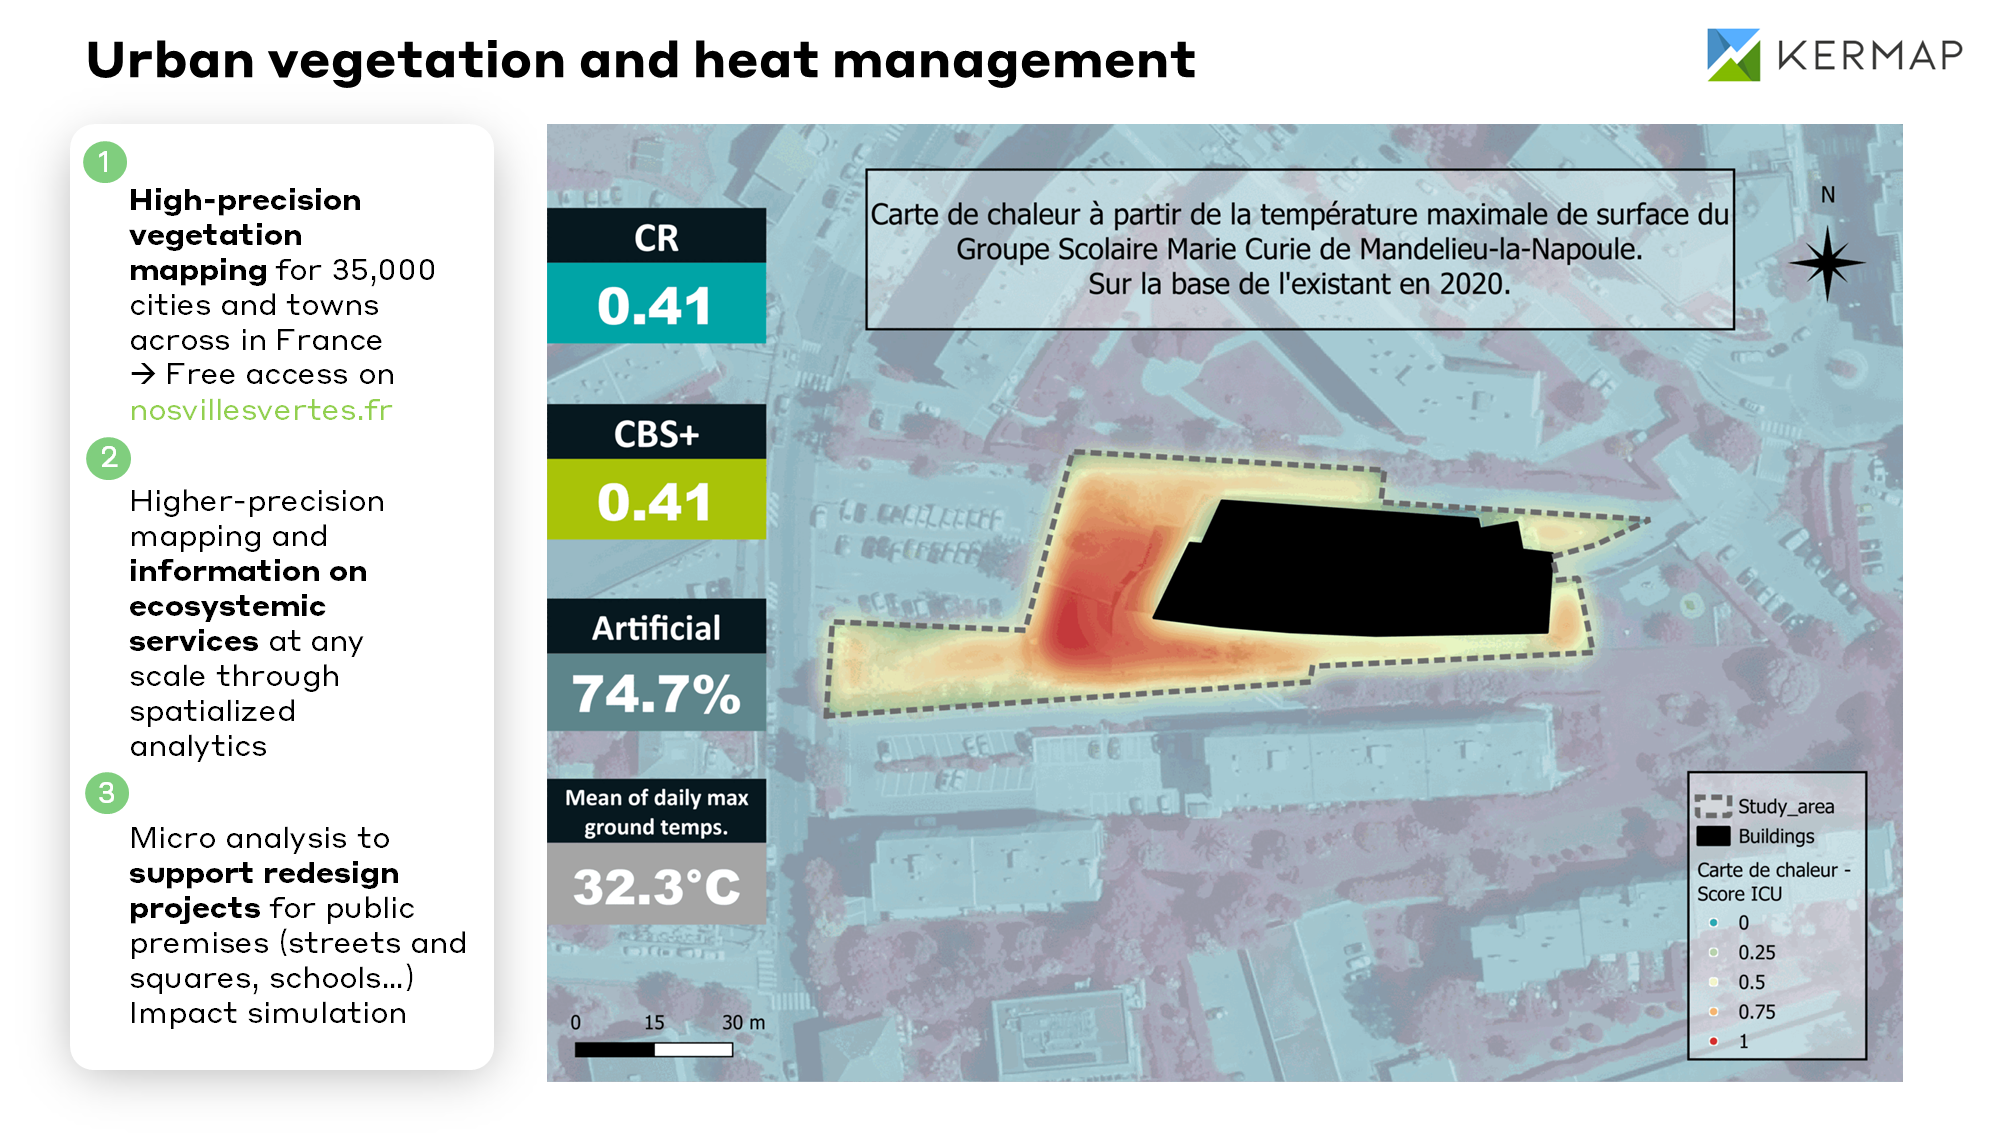 Urban vegetation and heat management
KERMAP
1
High-precision
vegetation
mapping for 35,000
cities and towns
across in France
→ Free access on
nosvillesvertes.fr
2
Higher-precision
mapping and
information on
ecosystemic
services at any
scale through
spatialized
analytics
3
Micro analysis to
support redesign
projects for public
premises (streets and
squares, schools...)
Impact simulation
CR
0.41
CBS+
0.41
Artificial
74.7%
Mean of daily max
ground temps.
32.3°C
Carte de chaleur à partir de la température maximale de surface du
Groupe Scolaire Marie Curie de Mandelieu-la-Napoule.
Sur la base de l'existant en 2020.
N
0 15 30 m
Study_area
Buildings
Carte de chaleur -
Score ICU
0
0.25
0.5
0.75
1